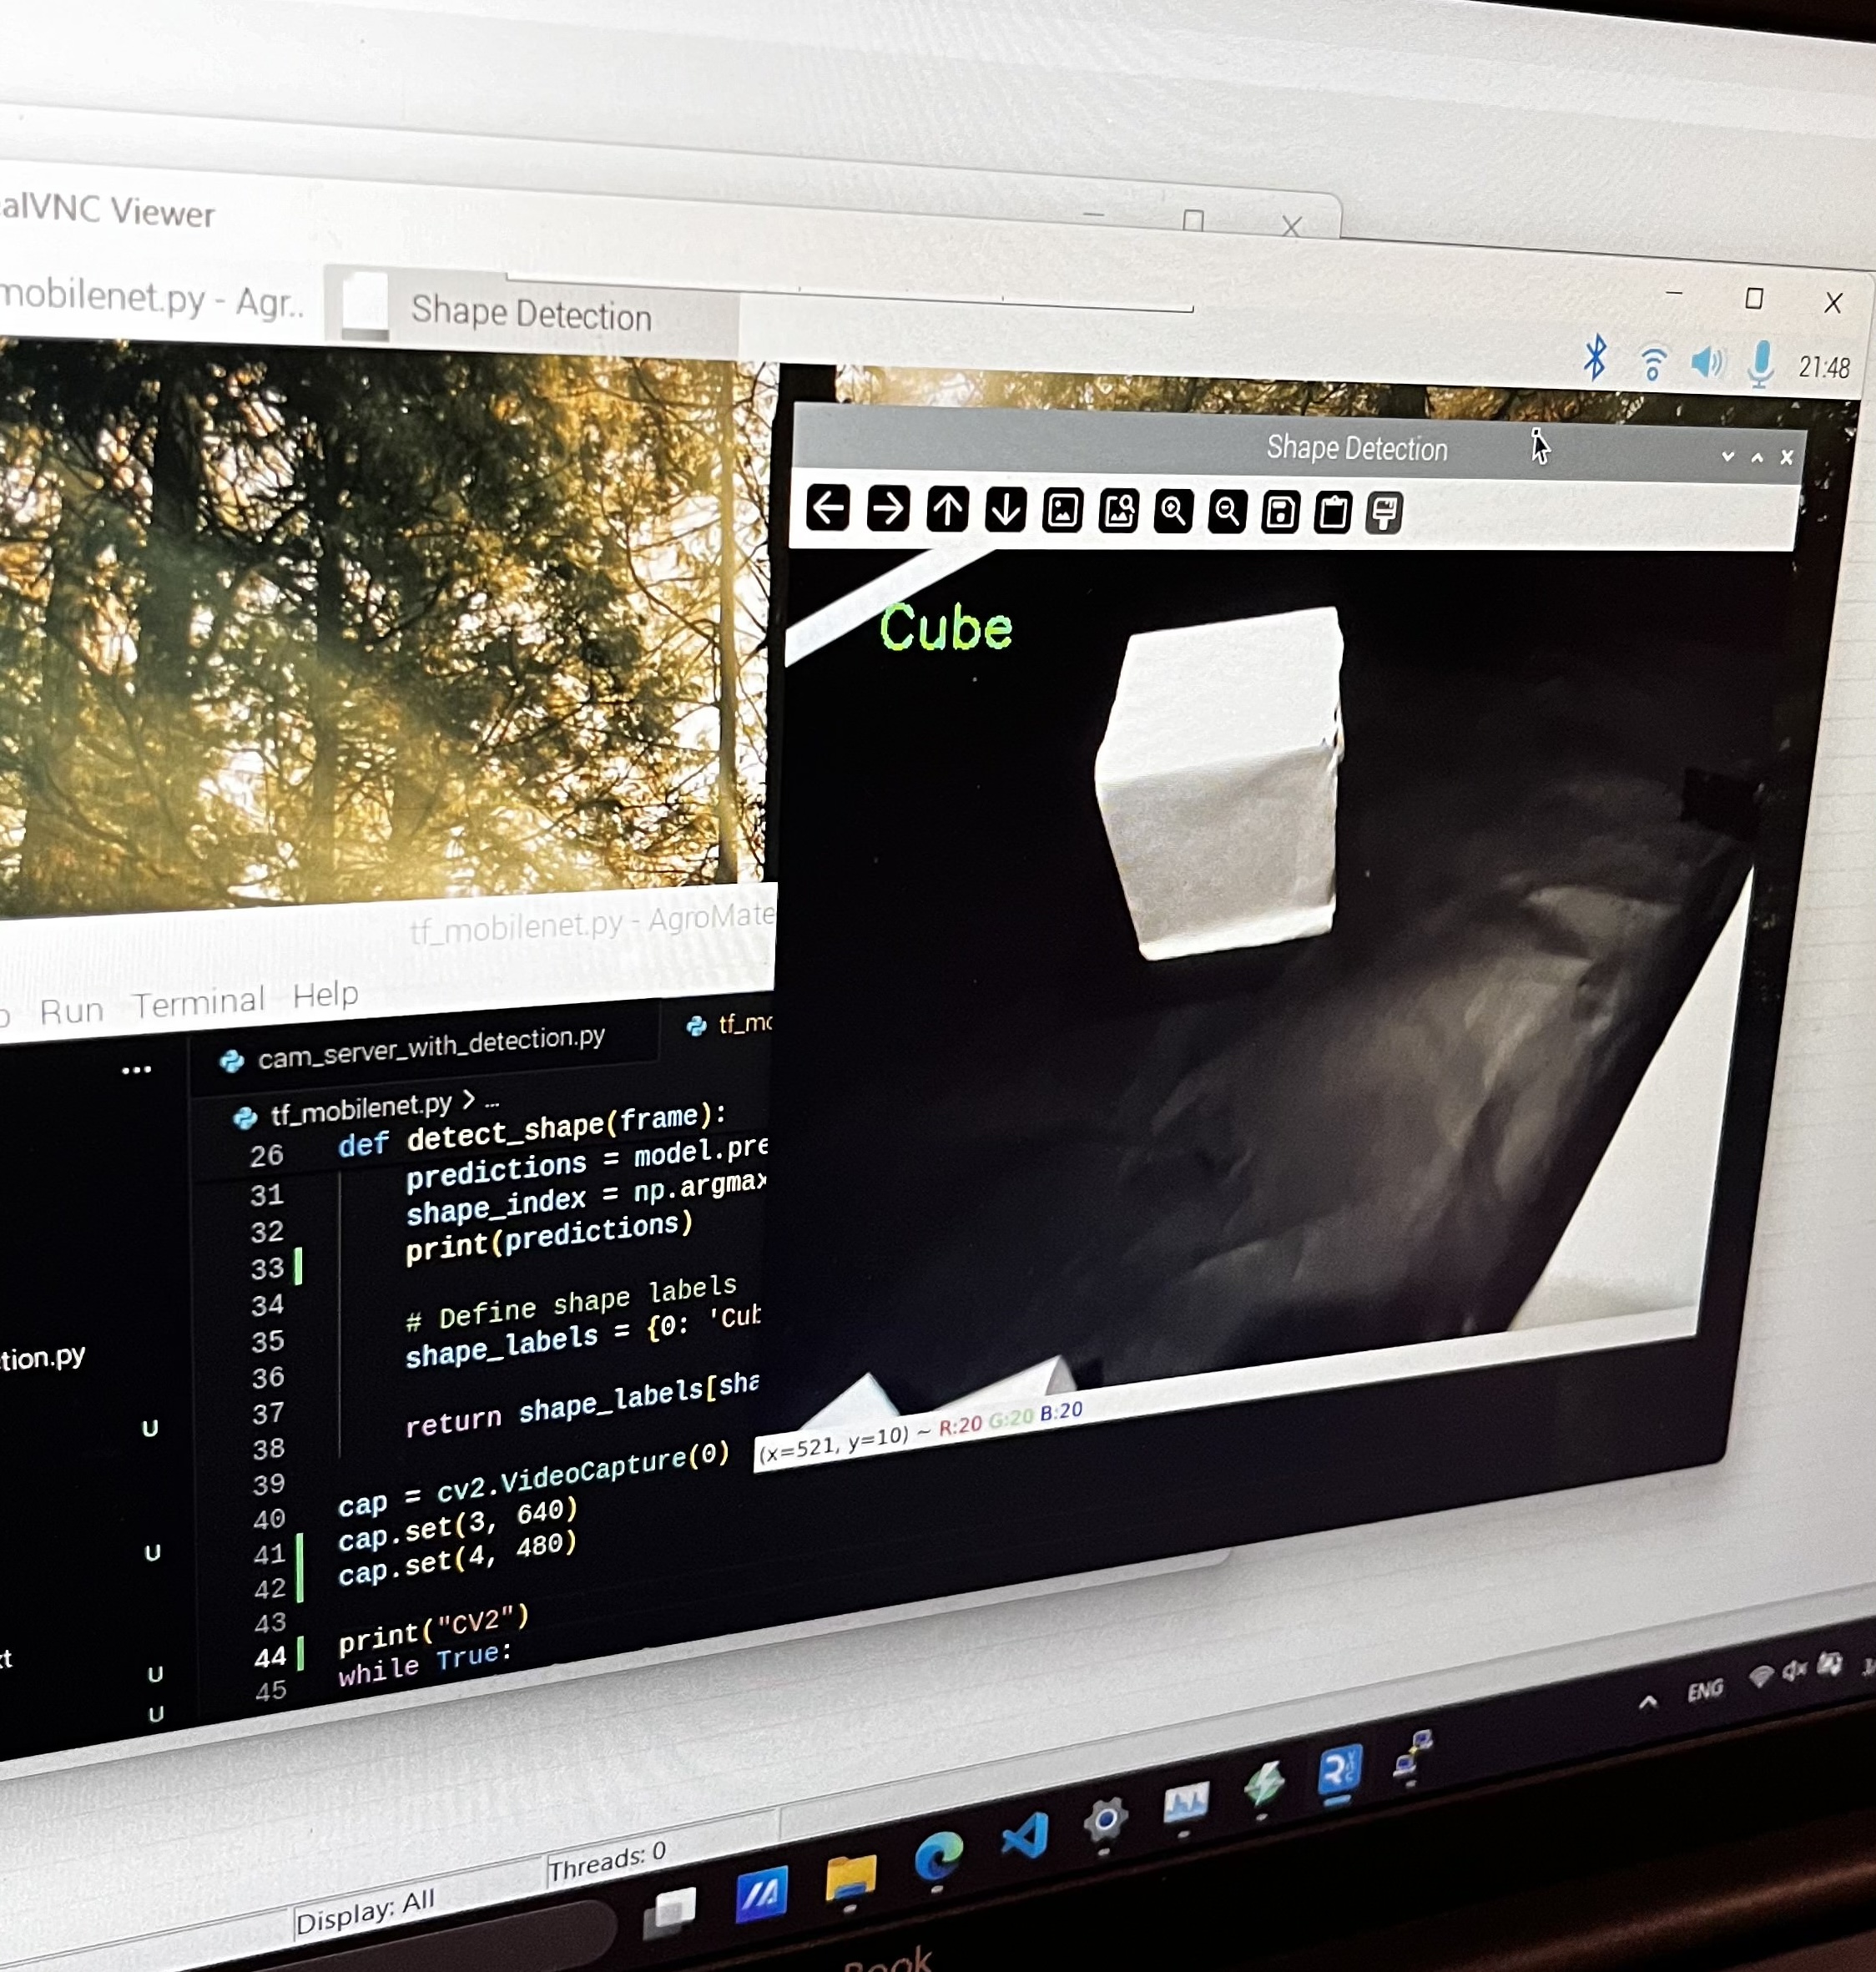 alVNC Viewer
mobilenet.py - Agr..
Shape Detection
21:48
Shape Detection
Cube
tf_mobilenet.py - AgroMate
Run Terminal Help
...
cam_server_with_detection.py
tf_mo
tf_mobilenet.py > ...
26 def detect_shape(frame):
31 predictions = model.pre
32 shape_index = np.argmax
33 print(predictions)
34
35 # Define shape labels
36 shape_labels = {0: 'Cub
37
38 return shape_labels[sha
39
40 cap = cv2.VideoCapture(0)
41 cap.set(3, 640)
42 cap.set(4, 480)
43
44 print("CV2")
45 while True:
tion.py
U
U
U
U
(x=521, y=10) ~ R:20 G:20 B:20
Threads: 0
Display: All
ENG
Book